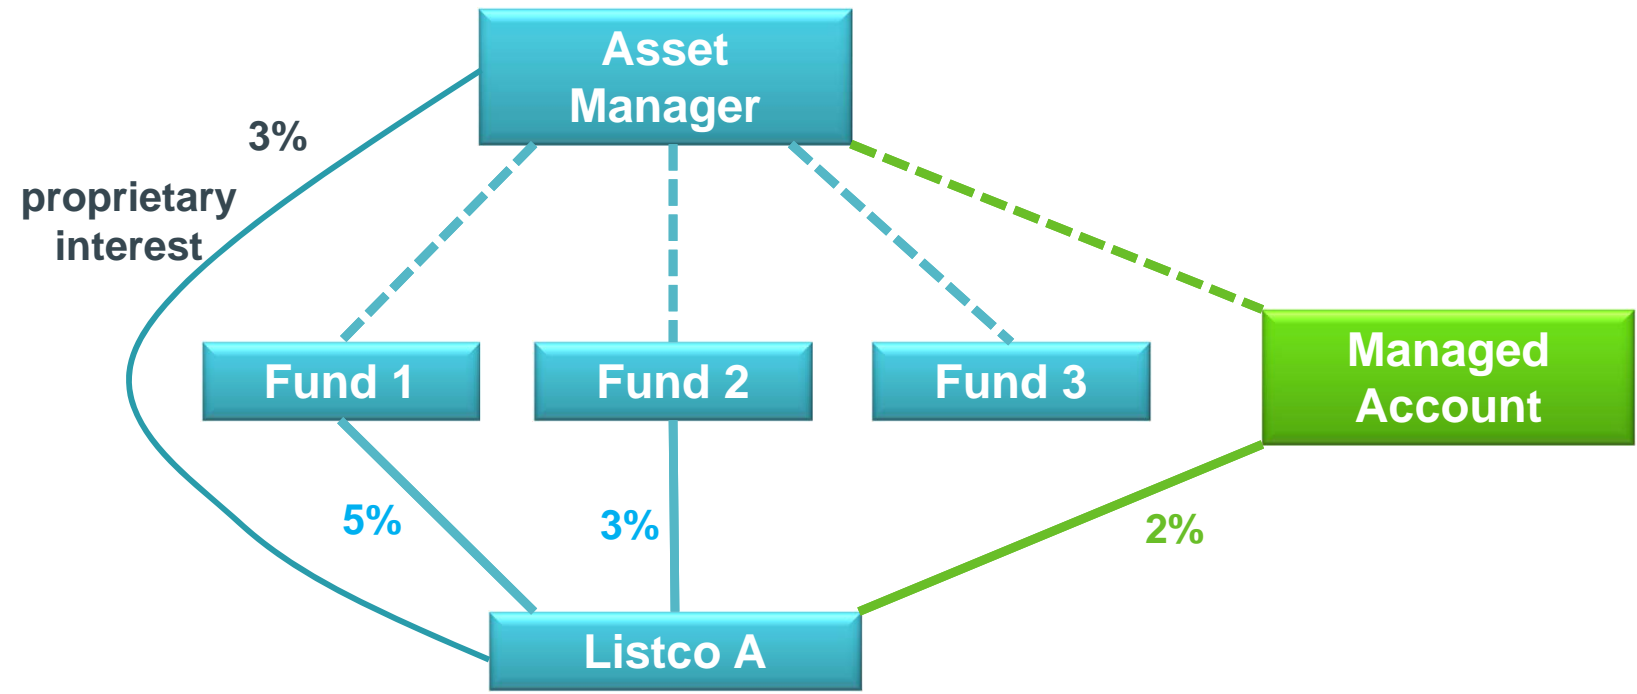 Asset
Manager
3%
proprietary
interest
Fund 1
Fund 2
Fund 3
Managed
Account
5%
3%
2%
Listco A